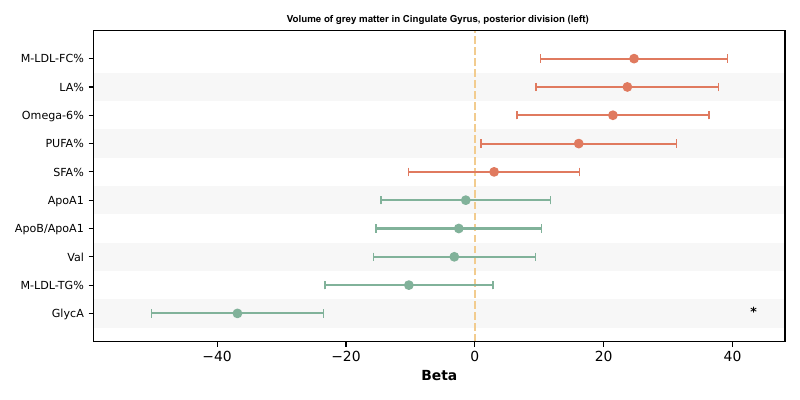 Volume of grey matter in Cingulate Gyrus, posterior division (left)
M-LDL-FC%
LA%
Omega-6%
PUFA%
SFA%
ApoA1
ApoB/ApoA1
Val
M-LDL-TG%
GlycA *
−40 −20 0 20 40
Beta